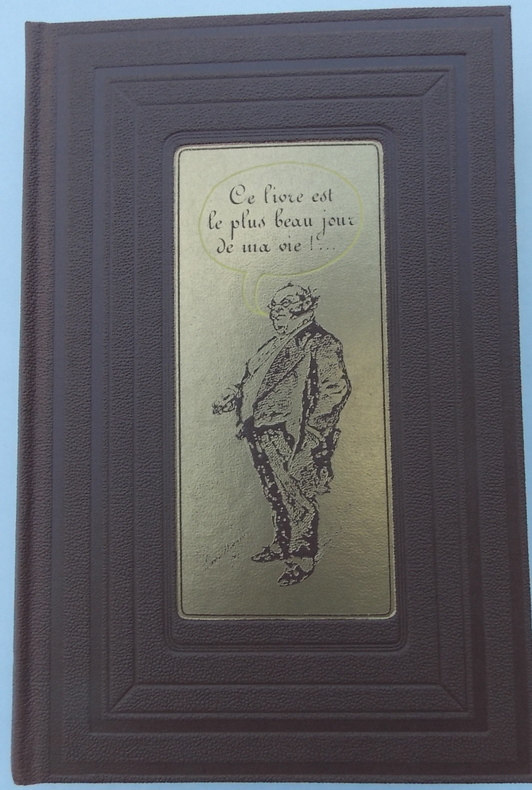 Ce livre est
le plus beau jour
de ma vie !...